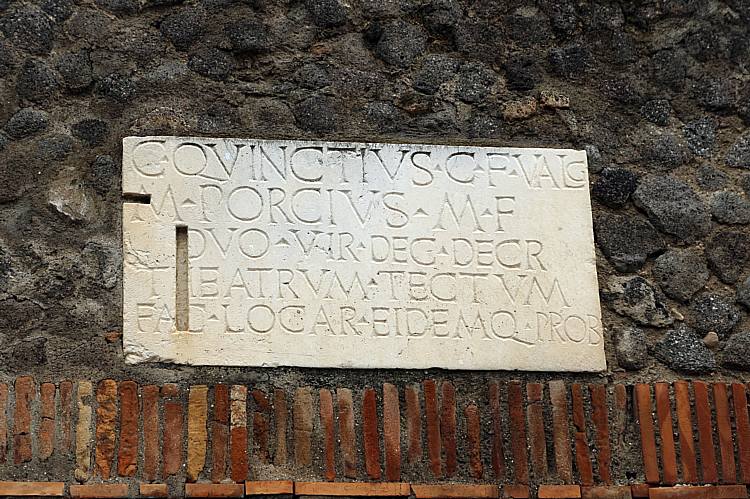 C·QVINCTIVS·C·F·VALG
M·PORCIVS·M·F
DVO·VIR·DEC·DECR
THEATRVM·TECTVM
FAC·LOCAR·EIDEMQ·PROB